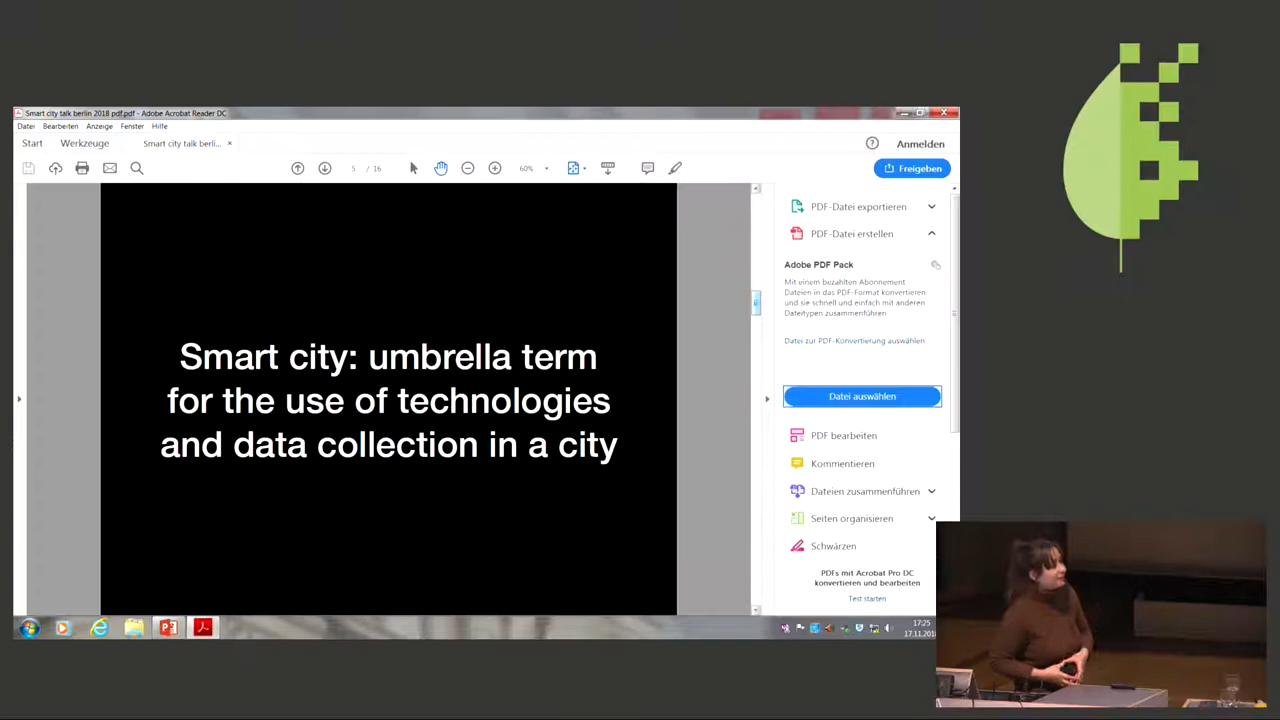 Smart city talk berlin 2018 pdf.pdf - Adobe Acrobat Reader DC
Datei Bearbeiten Anzeige Fenster Hilfe
Start Werkzeuge Smart city talk berli... × Anmelden
5 / 16 60% Freigeben
Smart city: umbrella term
for the use of technologies
and data collection in a city
PDF-Datei exportieren
PDF-Datei erstellen
Adobe PDF Pack
Mit einem bezahlten Abonnement
Dateien in das PDF-Format konvertieren
und sie schnell und einfach mit anderen
Dateitypen zusammenführen
Datei zur PDF-Konvertierung auswählen
Datei auswählen
PDF bearbeiten
Kommentieren
Dateien zusammenführen
Seiten organisieren
Schwärzen
PDFs mit Acrobat Pro DC
konvertieren und bearbeiten
Test starten
17:25
17.11.201